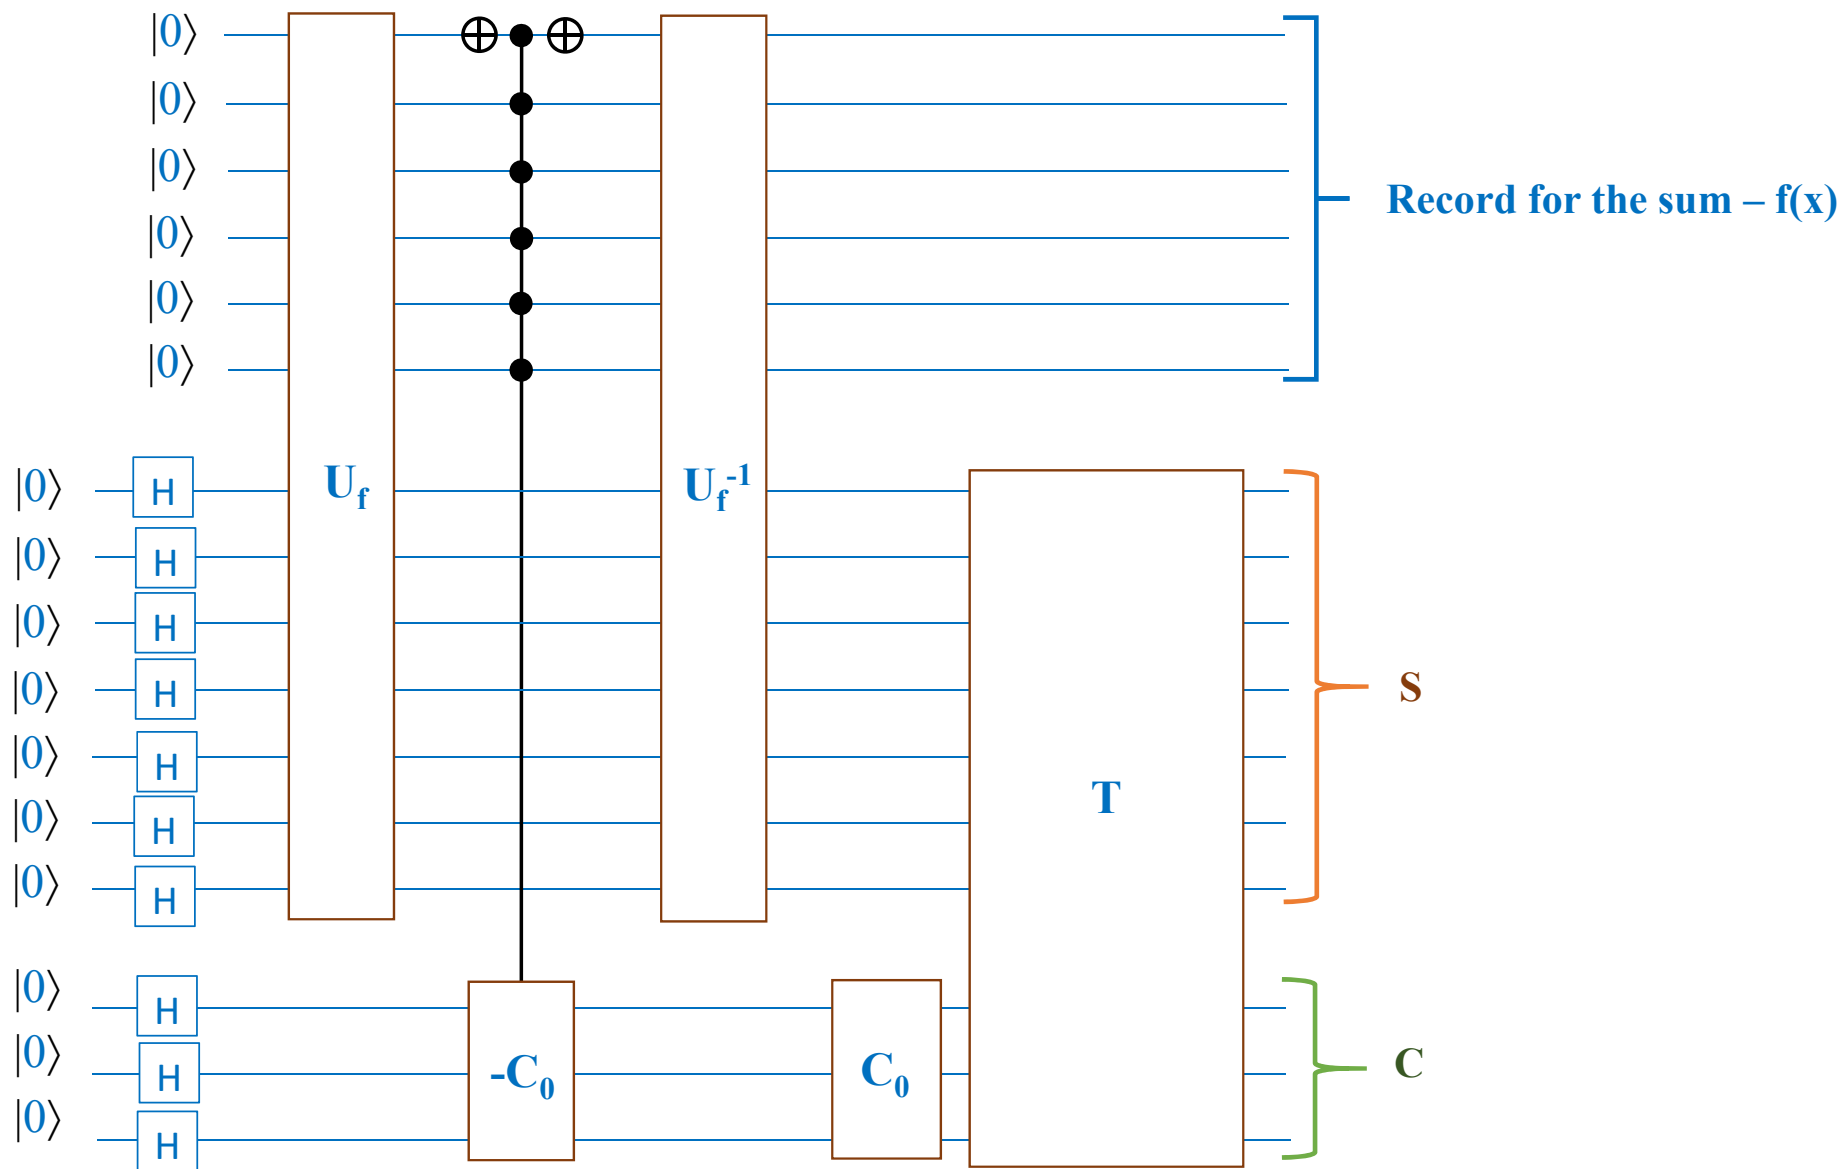 |0⟩
|0⟩
|0⟩
|0⟩
|0⟩
|0⟩
Record for the sum – f(x)
|0⟩ H
|0⟩ H
|0⟩ H
|0⟩ H
|0⟩ H
|0⟩ H
|0⟩ H
U_f
U_f^-1
T
S
|0⟩ H
|0⟩ H
|0⟩ H
-C_0
C_0
C